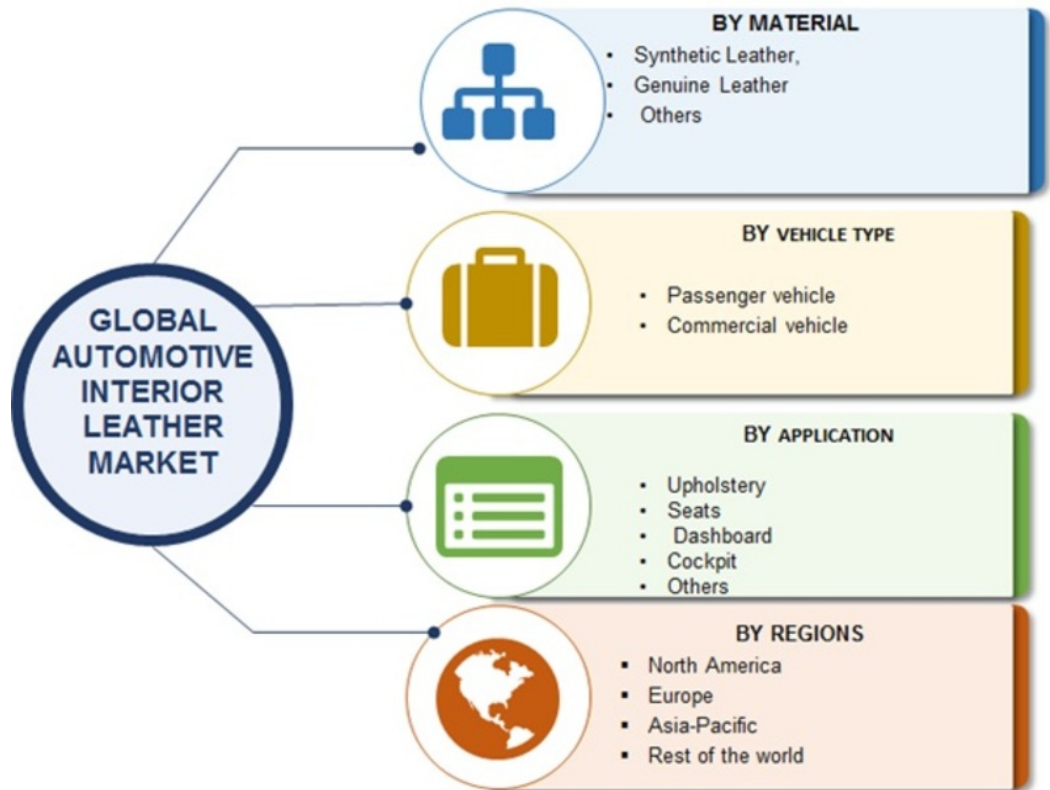 GLOBAL
AUTOMOTIVE
INTERIOR
LEATHER
MARKET
BY MATERIAL
• Synthetic Leather,
• Genuine Leather
• Others
BY VEHICLE TYPE
• Passenger vehicle
• Commercial vehicle
BY APPLICATION
• Upholstery
• Seats
• Dashboard
• Cockpit
• Others
BY REGIONS
▪ North America
▪ Europe
▪ Asia-Pacific
▪ Rest of the world